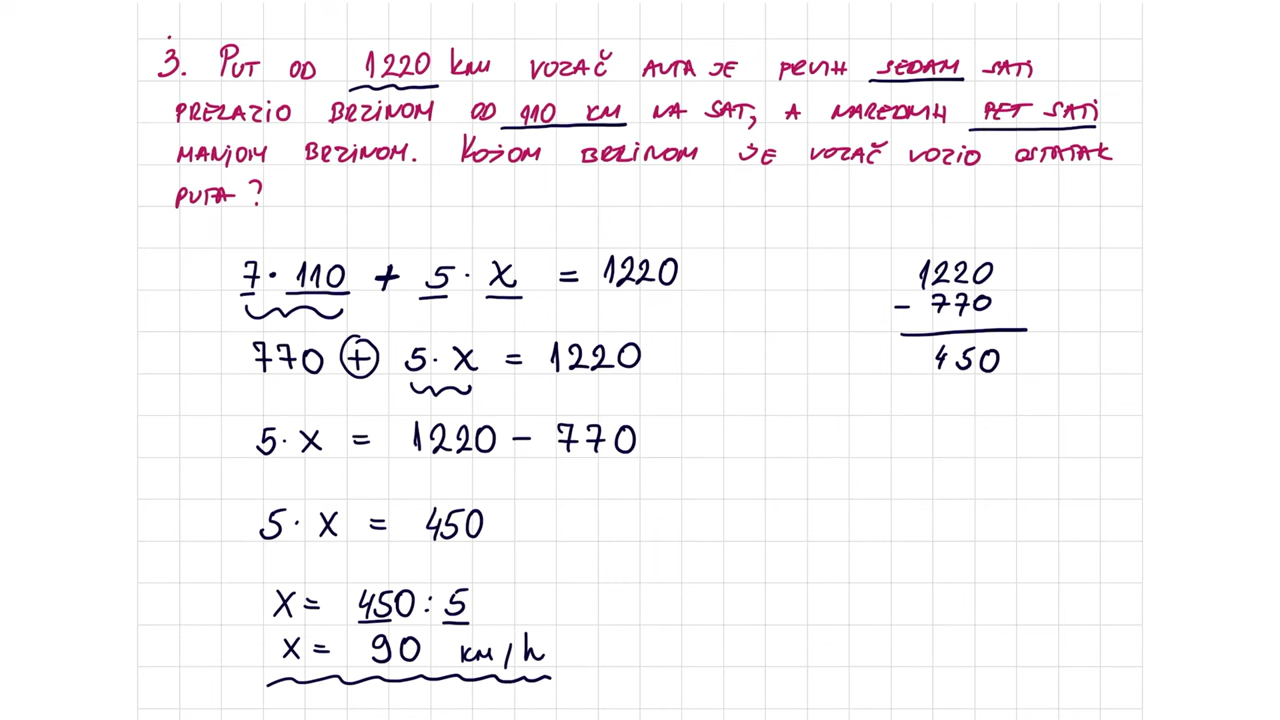 3. PUT OD 1220 km VOZAČ AUTA JE PRVIH SEDAM SATI
PRELAZIO BRZINOM OD 110 KM NA SAT, A NAREDNIH PET SATI
MANJOM BRZINOM. KOJOM BRZINOM JE VOZAČ VOZIO OSTATAK
PUTA?
7 · 110 + 5 · X = 1220
770 + 5 · X = 1220
5 · X = 1220 - 770
5 · X = 450
X = 450 : 5
X = 90 KM/h
1220
- 770
450